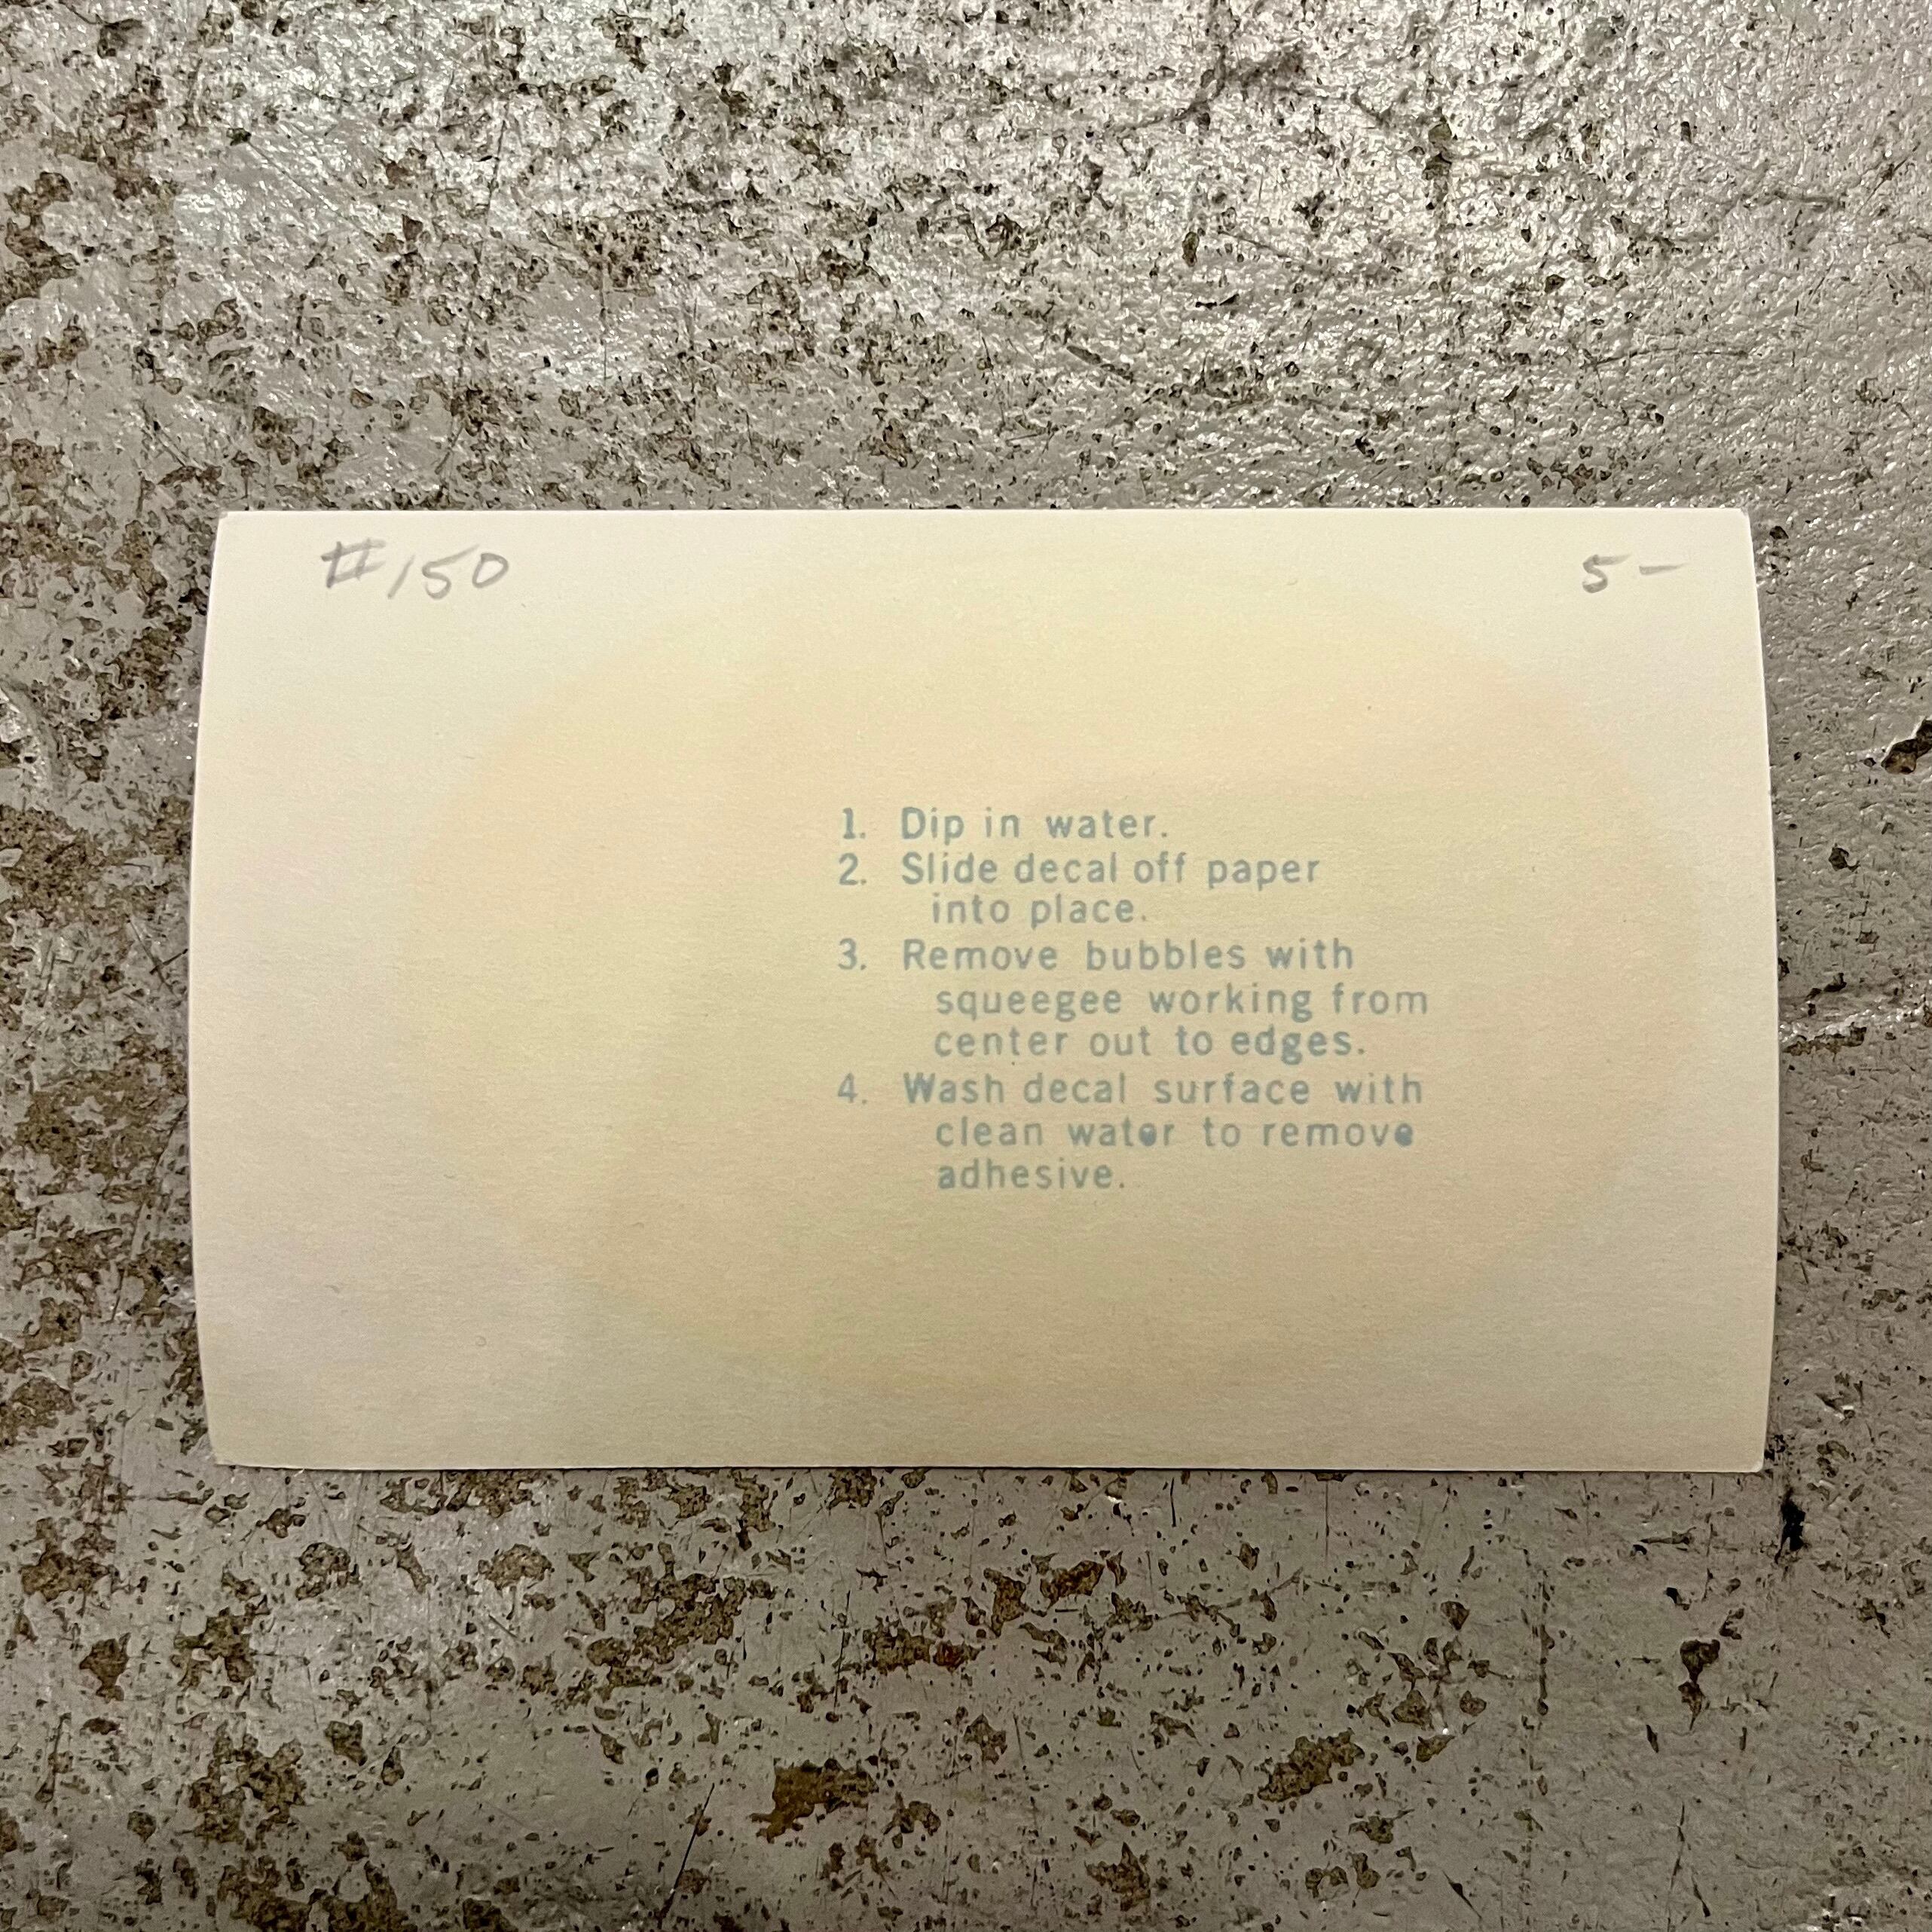 #150
5-
1. Dip in water.
2. Slide decal off paper
into place.
3. Remove bubbles with
squeegee working from
center out to edges.
4. Wash decal surface with
clean water to remove
adhesive.